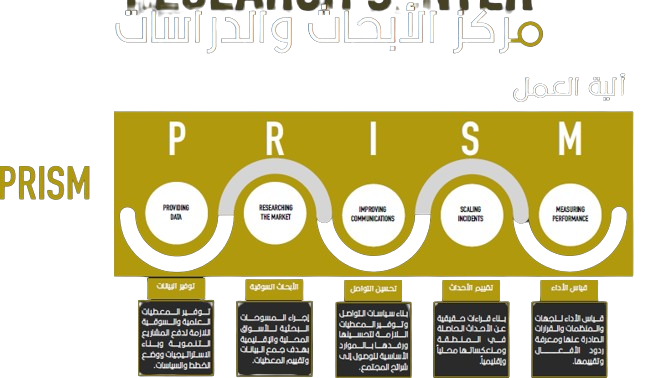 RESEARCH CENTER
مركز الأبحاث والدراسات
ألية العمل
PRISM
P R I S M
PROVIDING
DATA
RESEARCHING
THE MARKET
IMPROVING
COMMUNICATIONS
SCALING
INCIDENTS
MEASURING
PERFORMANCE
توفير البيانات
توفير المعطيات
العلمية والسوقية
اللازمة لدفع المشاريع
التنموية وبناء
الاستراتيجيات ووضع
الخطط والسياسات.
الأبحاث السوقية
إجراء المسوحات
البحثية للأسواق
المحلية والإقليمية
بهدف جمع البيانات
وتقييم المعطيات.
تحسين التواصل
بناء سياسات التواصل
وتوفير المعطيات
اللازمة لتحسينها
ورفدها بالموارد
الأساسية للوصول إلى
شرائح المجتمع.
تقييم الأحداث
بناء قراءات حقيقية
عن الأحداث الحاصلة
في المنطقة
ومنعكساتها محلياً
وإقليمياً.
قياس الأداء
قياس الأداء للجهات
والمنظمات والقرارات
الصادرة عنها ومعرفة
ردود الأفعال
وتقييمها.